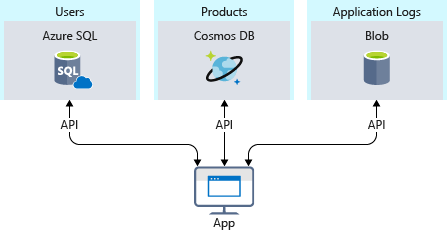 Users
Azure SQL
SQL
API
Products
Cosmos DB
API
Application Logs
Blob
API
App